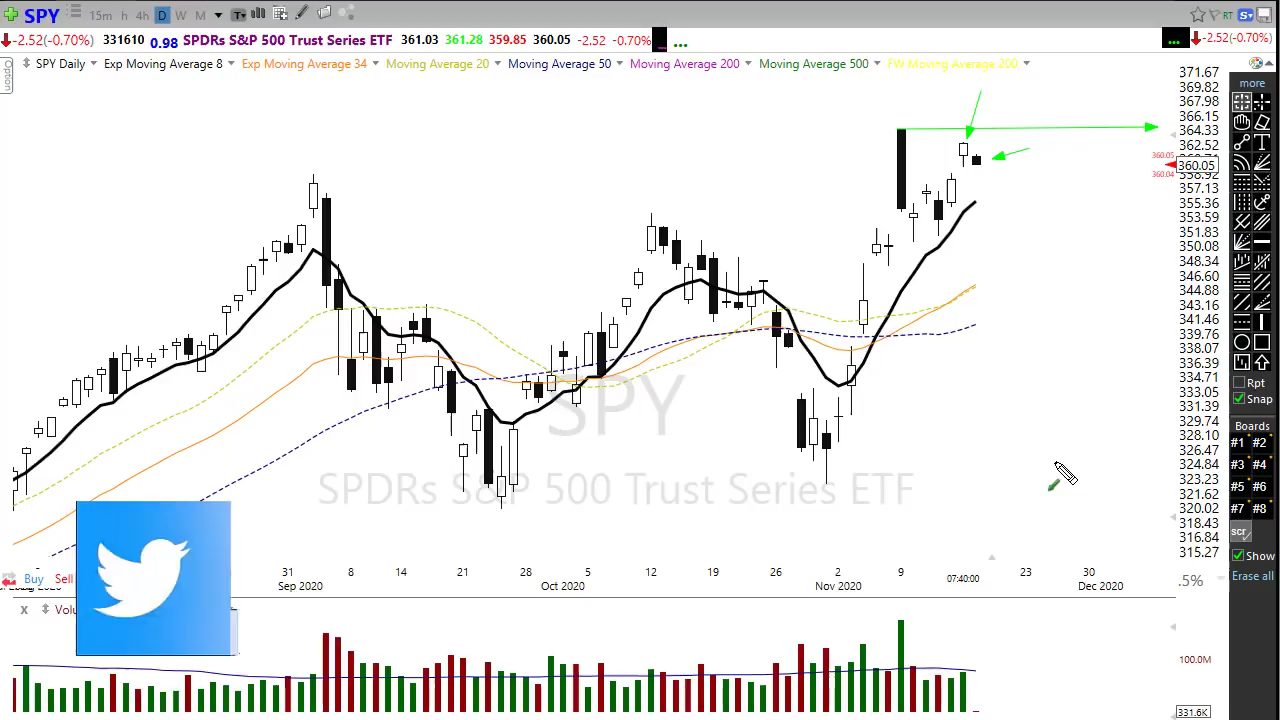 SPY 15m h 4h D W M T
RT S
-2.52(-0.70%) 331610 0.98 SPDRs S&P 500 Trust Series ETF 361.03 361.28 359.85 360.05 -2.52 -0.70% ... ... -2.52(-0.70%)
Option
SPY Daily Exp Moving Average 8 Exp Moving Average 34 Moving Average 20 Moving Average 50 Moving Average 200 Moving Average 500 FW Moving Average 200
371.67
369.82
367.98
366.15
364.33
362.52
360.05
360.05
360.04
358.92
357.13
355.36
353.59
351.83
350.08
348.34
346.60
344.88
343.16
341.46
339.76
338.07
336.39
334.71
333.05
331.39
329.74
328.10
326.47
324.84
323.23
321.62
320.02
318.43
316.84
315.27
more
T
Rpt
Snap
Boards
#1 #2
#3 #4
#5 #6
#7 #8
scr
Show
Erase all
SPY
SPDRs S&P 500 Trust Series ETF
31 8 14 21 28 5 12 19 26 2 9 07:40:00 23 30
Sep 2020 Oct 2020 Nov 2020 Dec 2020
Buy Sell
.5%
x Volu
100.0M
331.6K